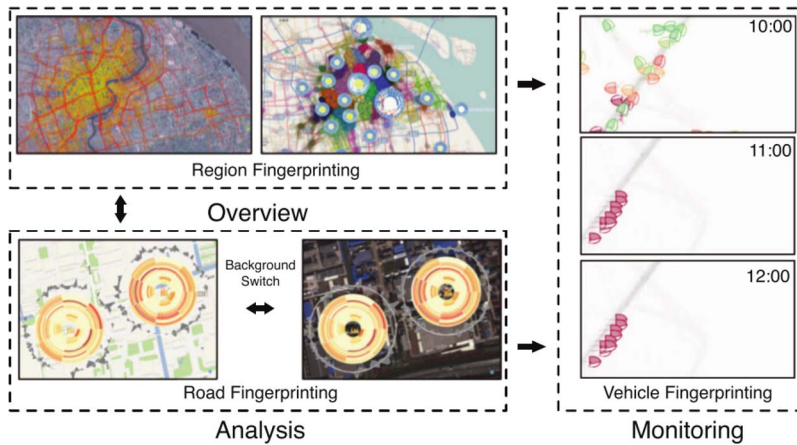 Region Fingerprinting
Overview
Background
Switch
Road Fingerprinting
Analysis
10:00
11:00
12:00
Vehicle Fingerprinting
Monitoring